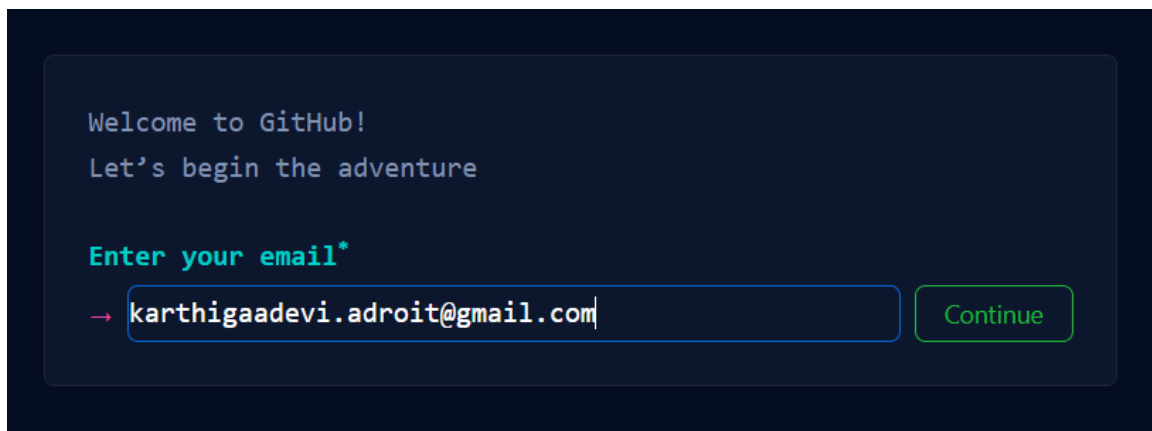 Welcome to GitHub!
Let’s begin the adventure
Enter your email*
→ karthigaadevi.adroit@gmail.com Continue